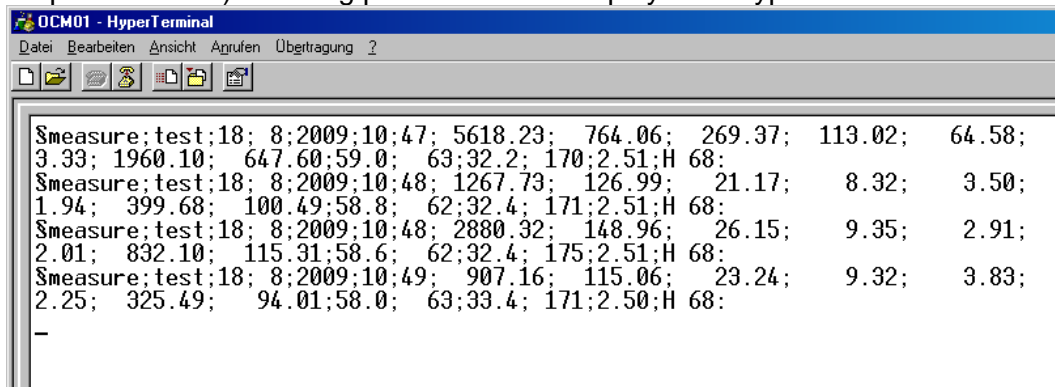 OCM01 - HyperTerminal
Datei Bearbeiten Ansicht Anrufen Übertragung ?
§measure;test;18; 8;2009;10;47; 5618.23; 764.06; 269.37; 113.02; 64.58;
3.33; 1960.10; 647.60;59.0; 63;32.2; 170;2.51;H 68:
§measure;test;18; 8;2009;10;48; 1267.73; 126.99; 21.17; 8.32; 3.50;
1.94; 399.68; 100.49;58.8; 62;32.4; 171;2.51;H 68:
§measure;test;18; 8;2009;10;48; 2880.32; 148.96; 26.15; 9.35; 2.91;
2.01; 832.10; 115.31;58.6; 62;32.4; 175;2.51;H 68:
§measure;test;18; 8;2009;10;49; 907.16; 115.06; 23.24; 9.32; 3.83;
2.25; 325.49; 94.01;58.0; 63;33.4; 171;2.50;H 68:
_